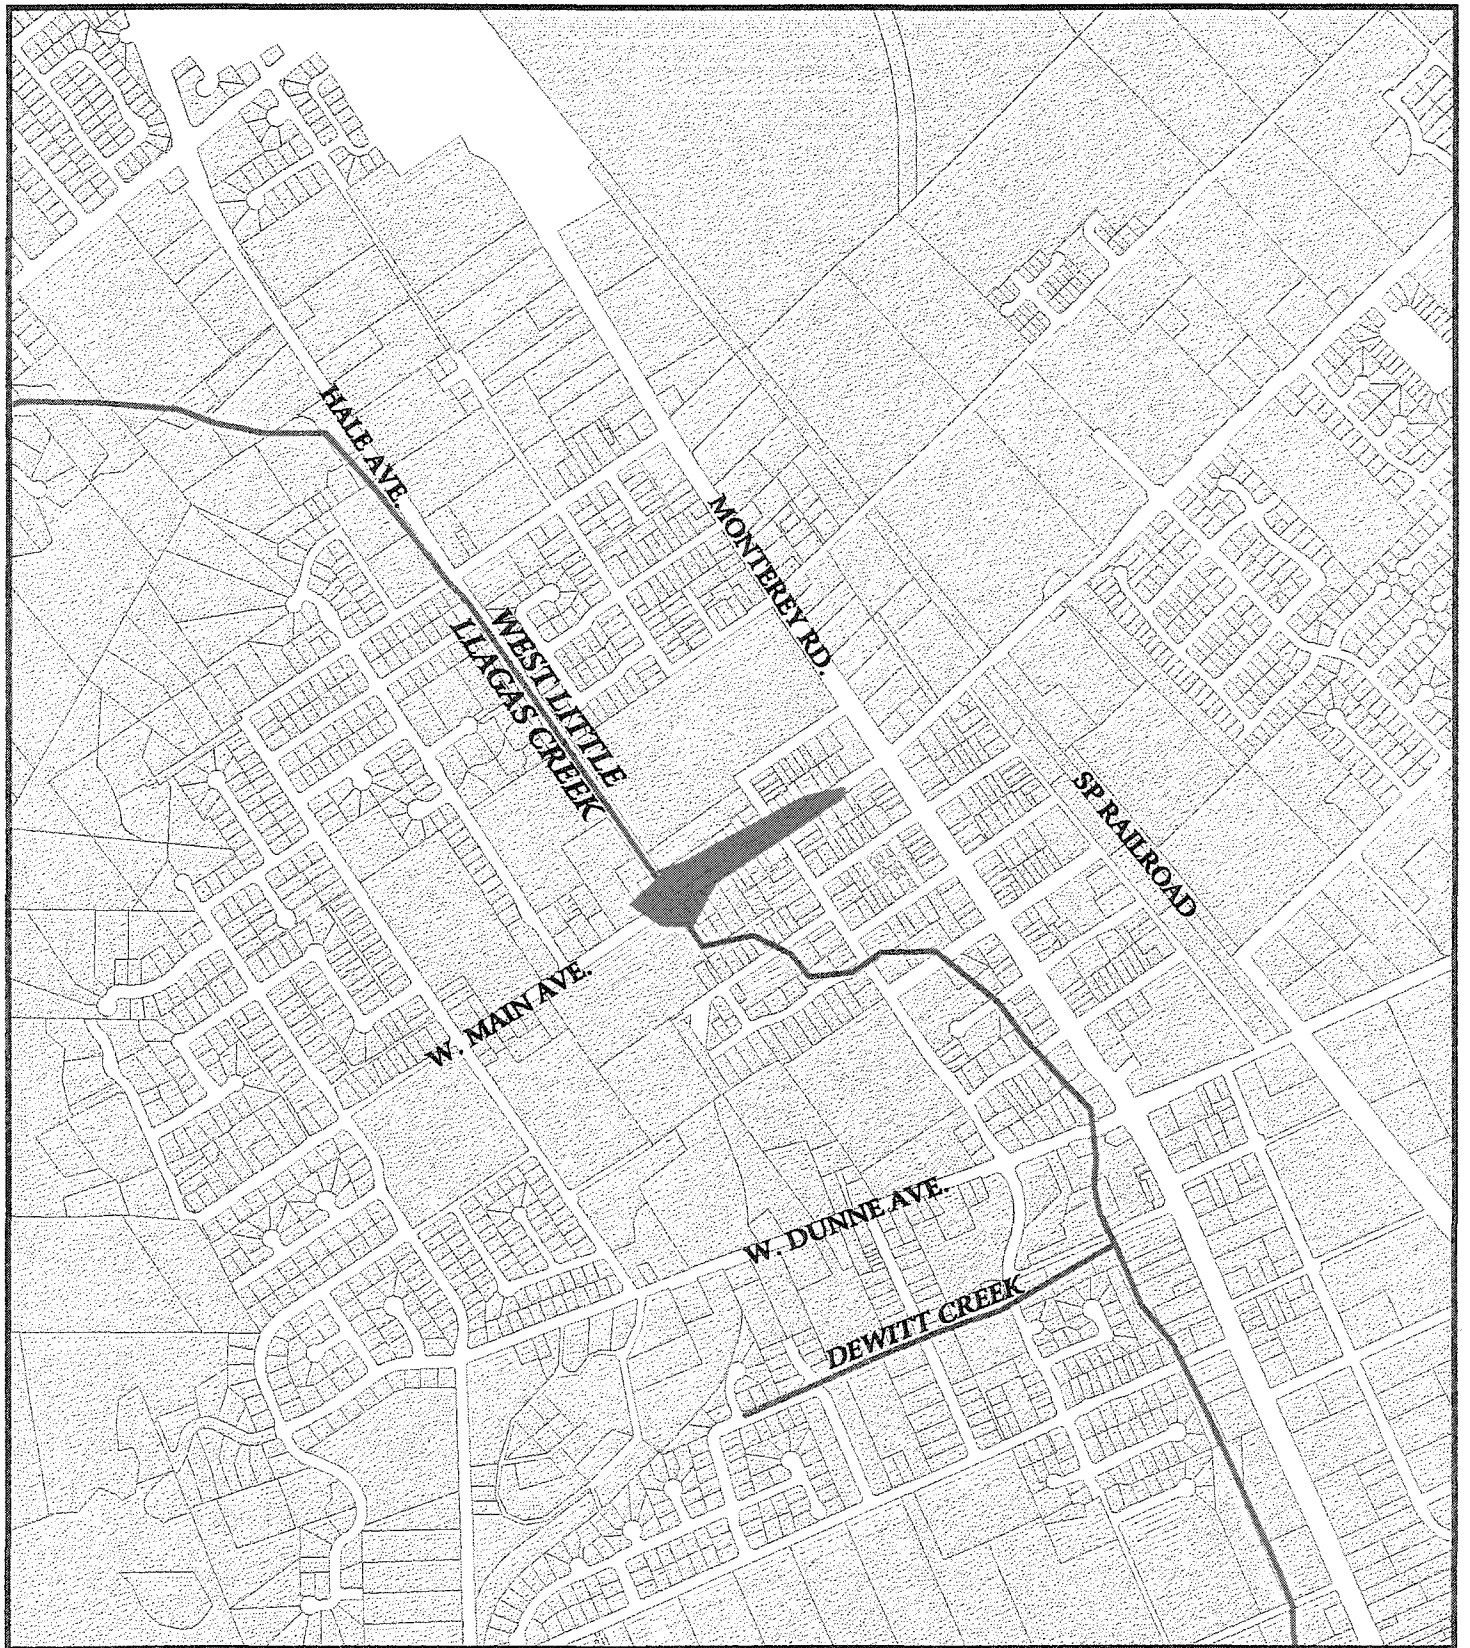 HALE AVE.
MONTEREY RD.
WEST LITTLE
LLAGAS CREEK
SP RAILROAD
W. MAIN AVE.
W. DUNNE AVE.
DEWITT CREEK